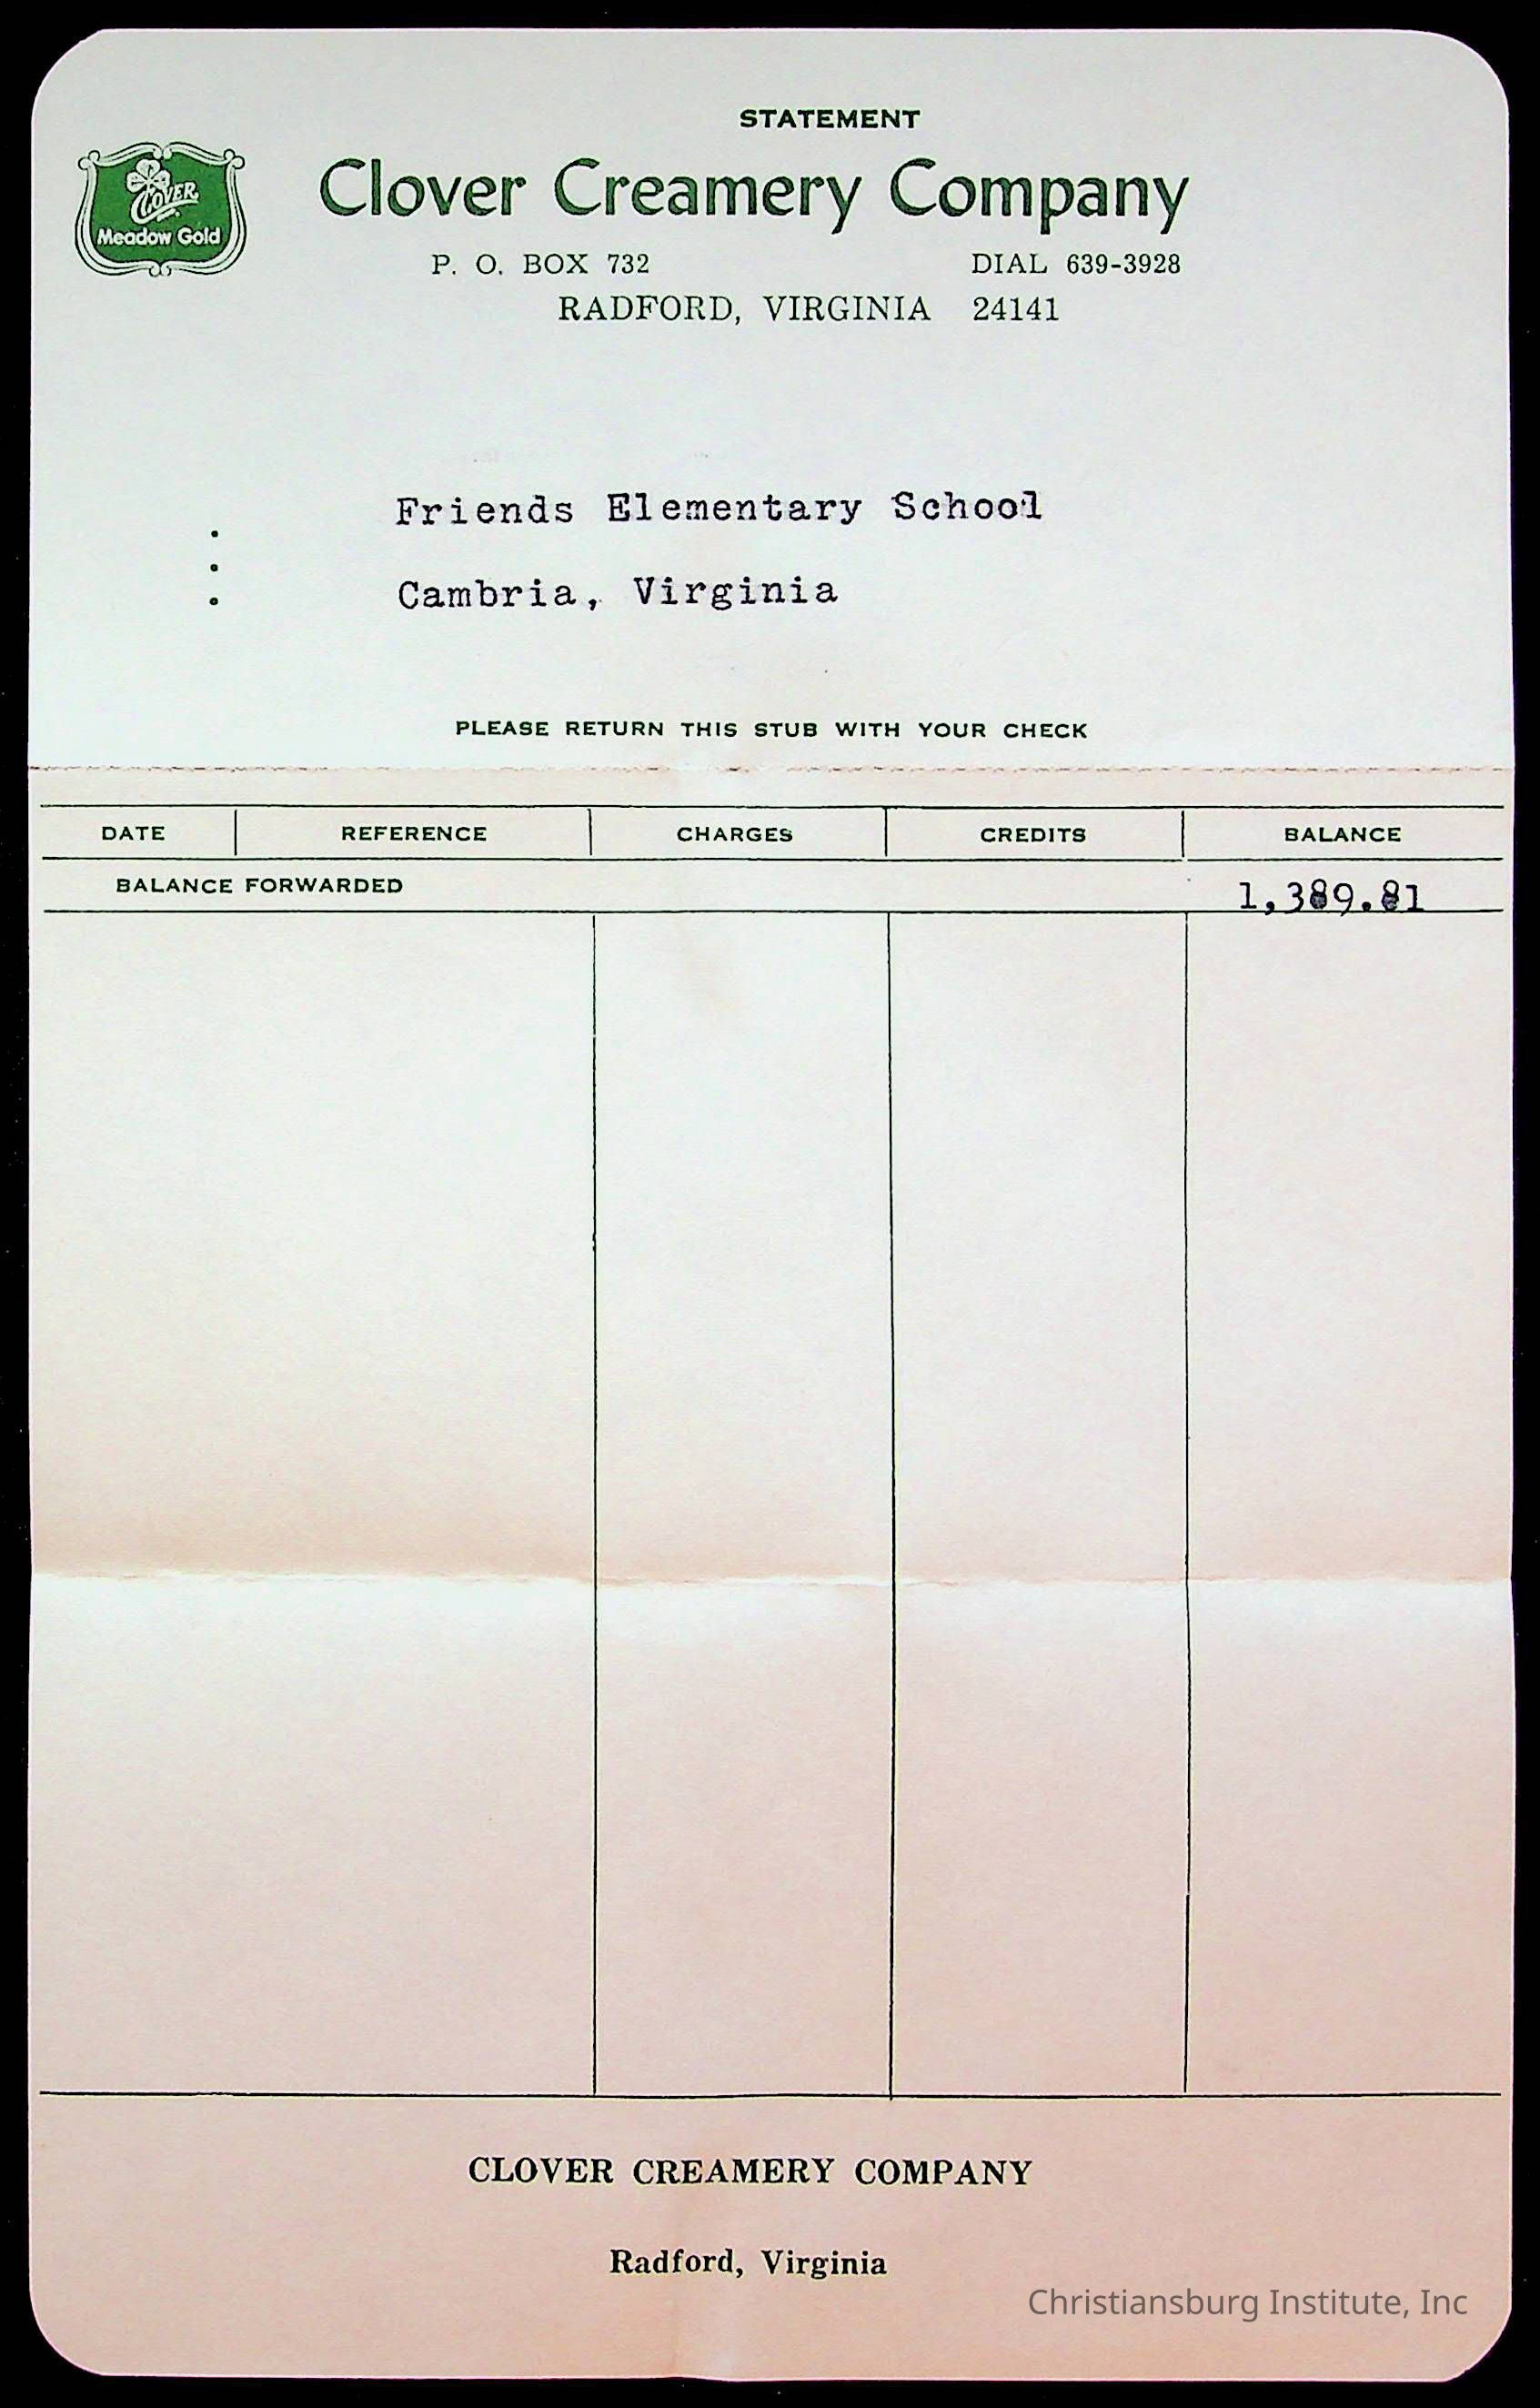 STATEMENT
Clover Creamery Company
CLOVER
Meadow Gold
P. O. BOX 732 DIAL 639-3928
RADFORD, VIRGINIA 24141
Friends Elementary School
Cambria, Virginia
PLEASE RETURN THIS STUB WITH YOUR CHECK
DATE REFERENCE CHARGES CREDITS BALANCE
BALANCE FORWARDED 1,389.81
CLOVER CREAMERY COMPANY
Radford, Virginia
Christiansburg Institute, Inc